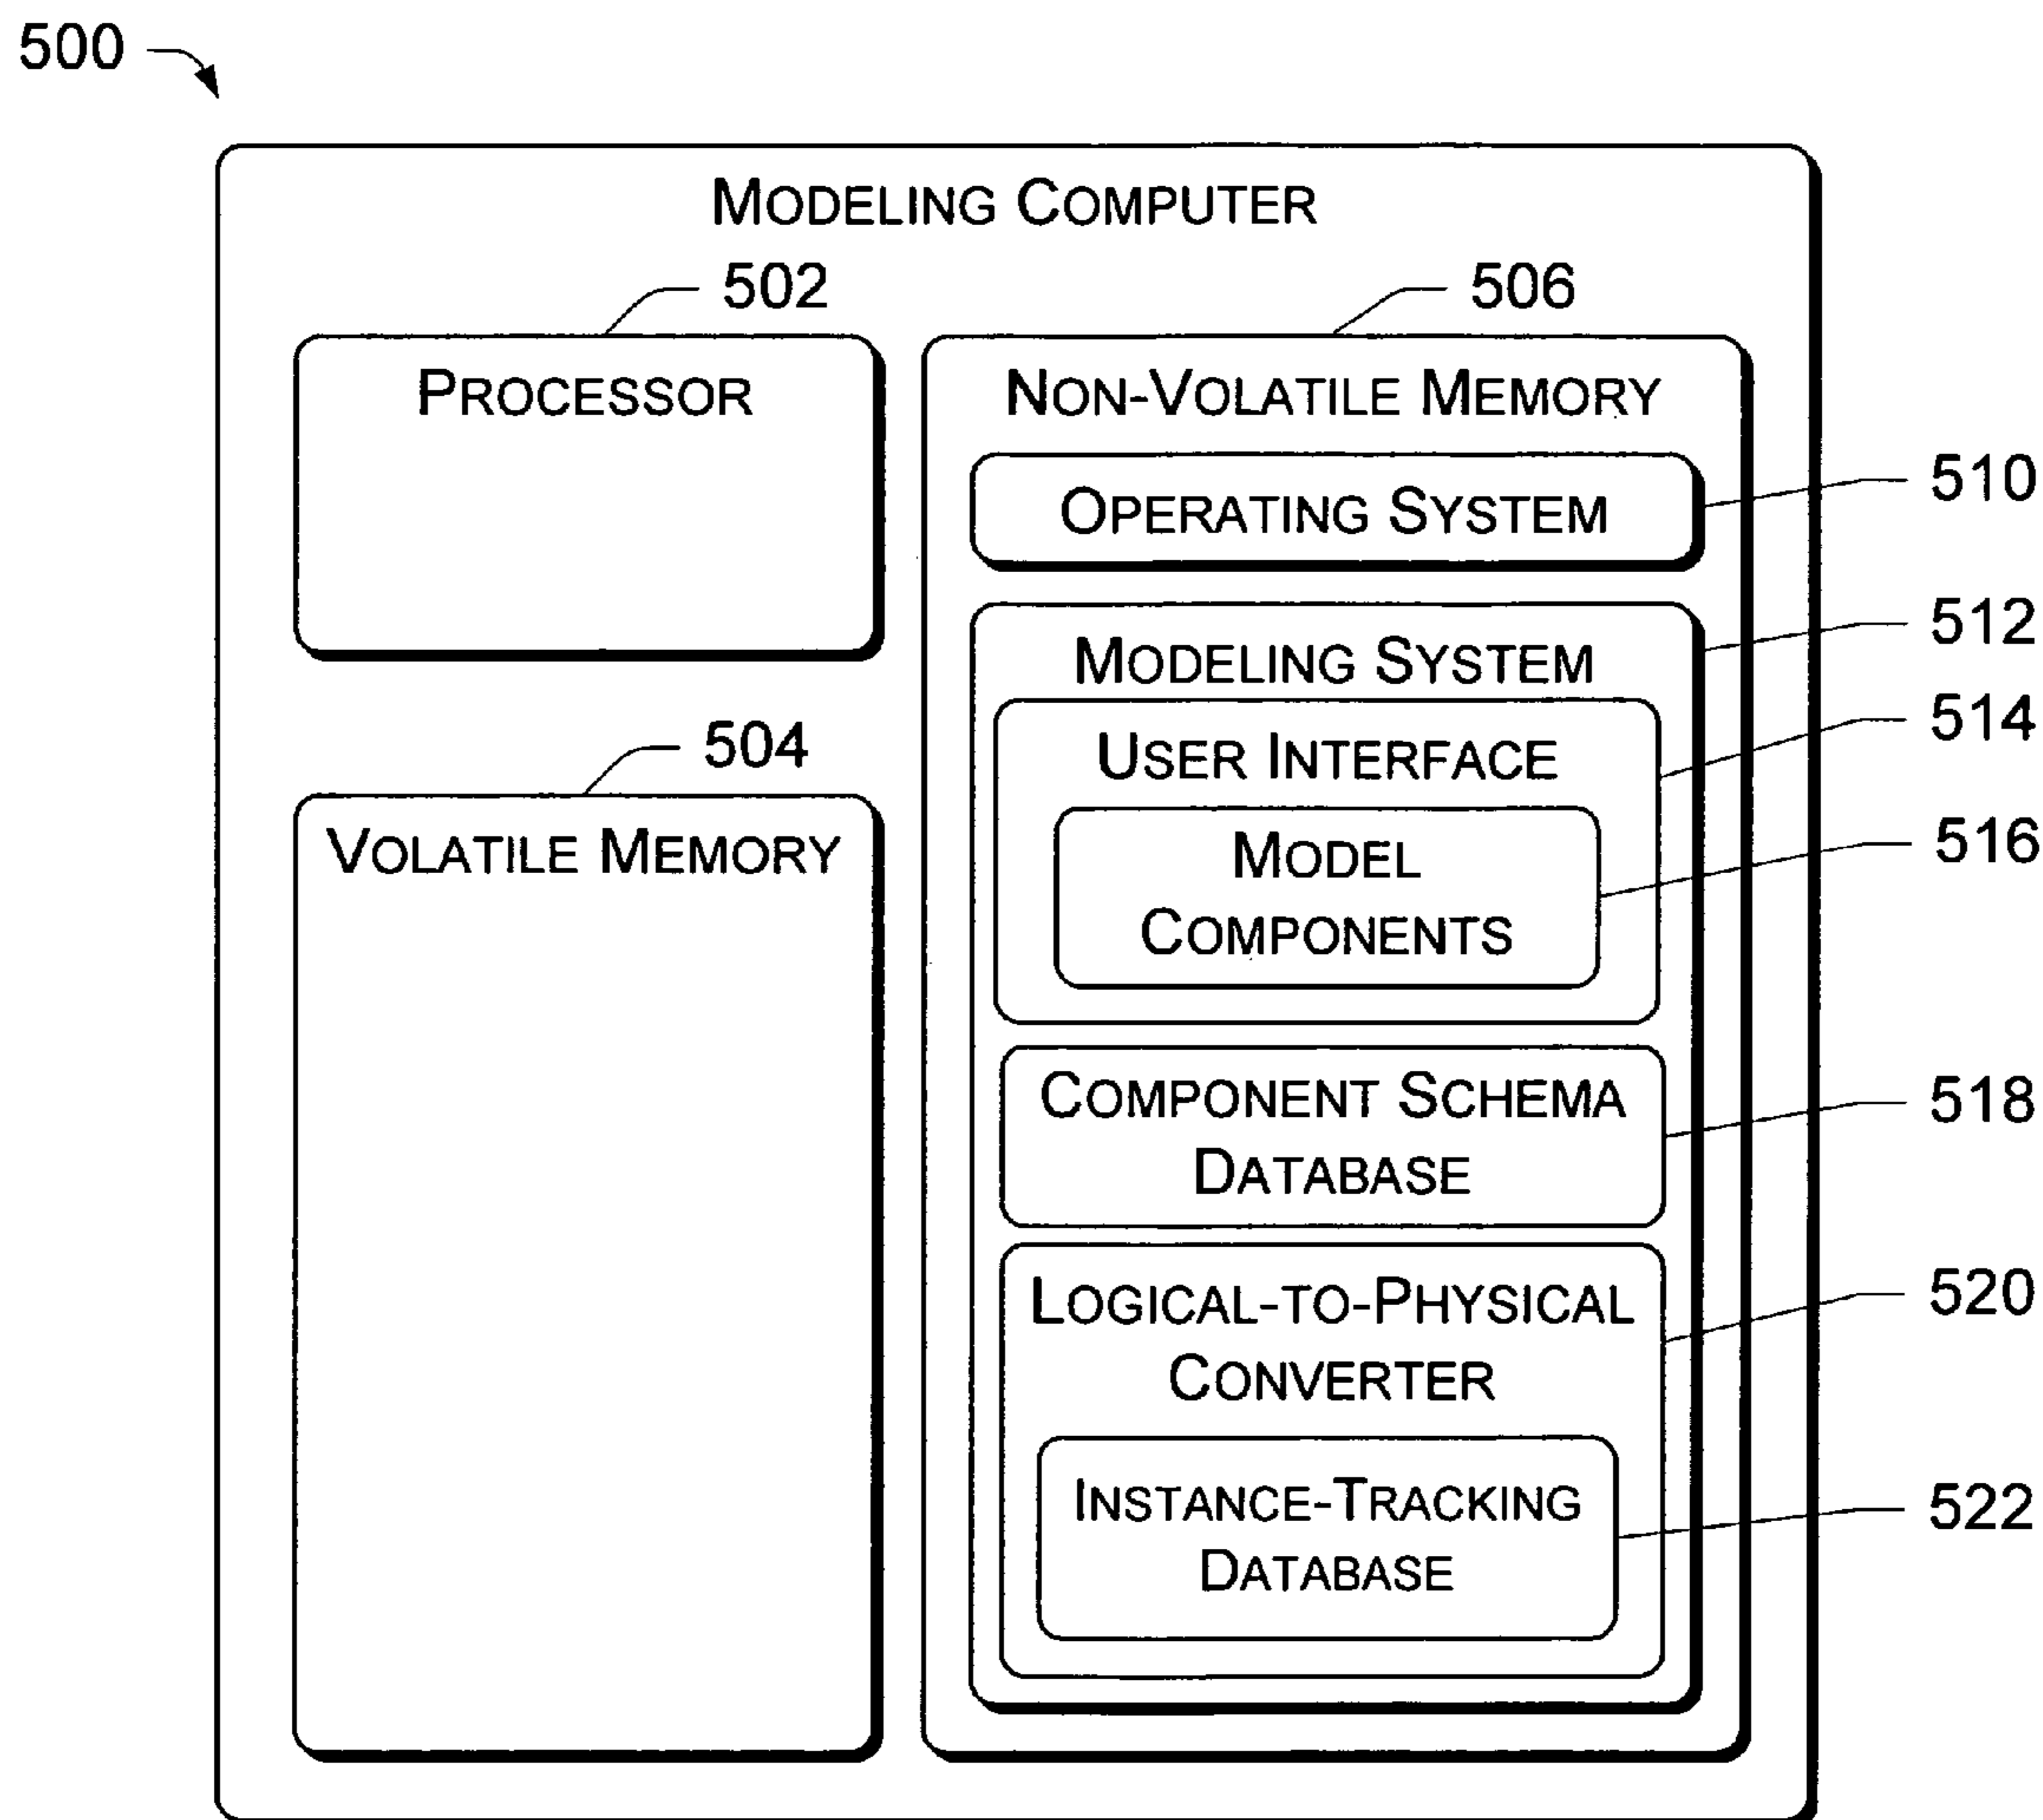 500
MODELING COMPUTER
502
506
PROCESSOR
NON-VOLATILE MEMORY
510
OPERATING SYSTEM
512
MODELING SYSTEM
514
504
USER INTERFACE
VOLATILE MEMORY
MODEL
COMPONENTS
516
COMPONENT SCHEMA
DATABASE
518
LOGICAL-TO-PHYSICAL
CONVERTER
520
INSTANCE-TRACKING
DATABASE
522